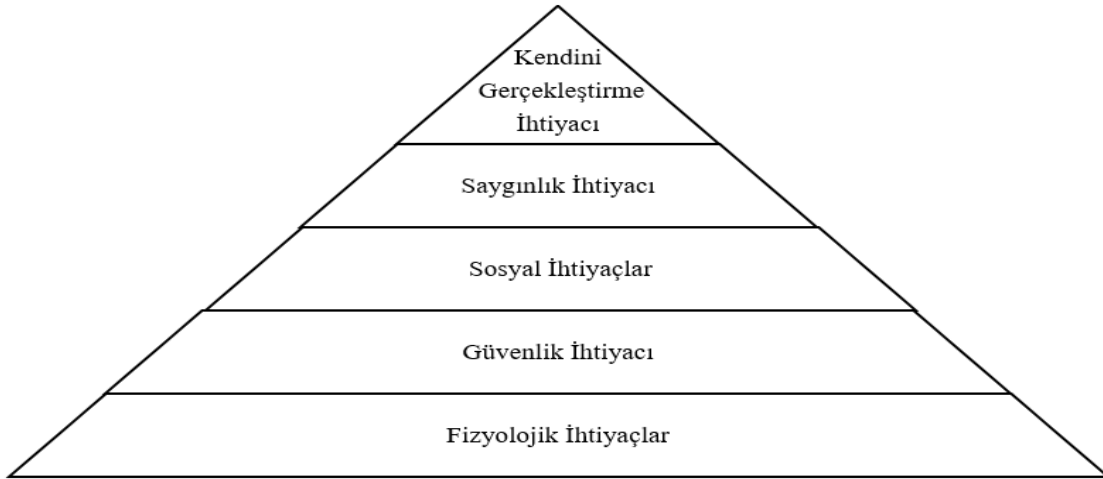 Kendini
Gerçekleştirme
İhtiyacı
Saygınlık İhtiyacı
Sosyal İhtiyaçlar
Güvenlik İhtiyacı
Fizyolojik İhtiyaçlar